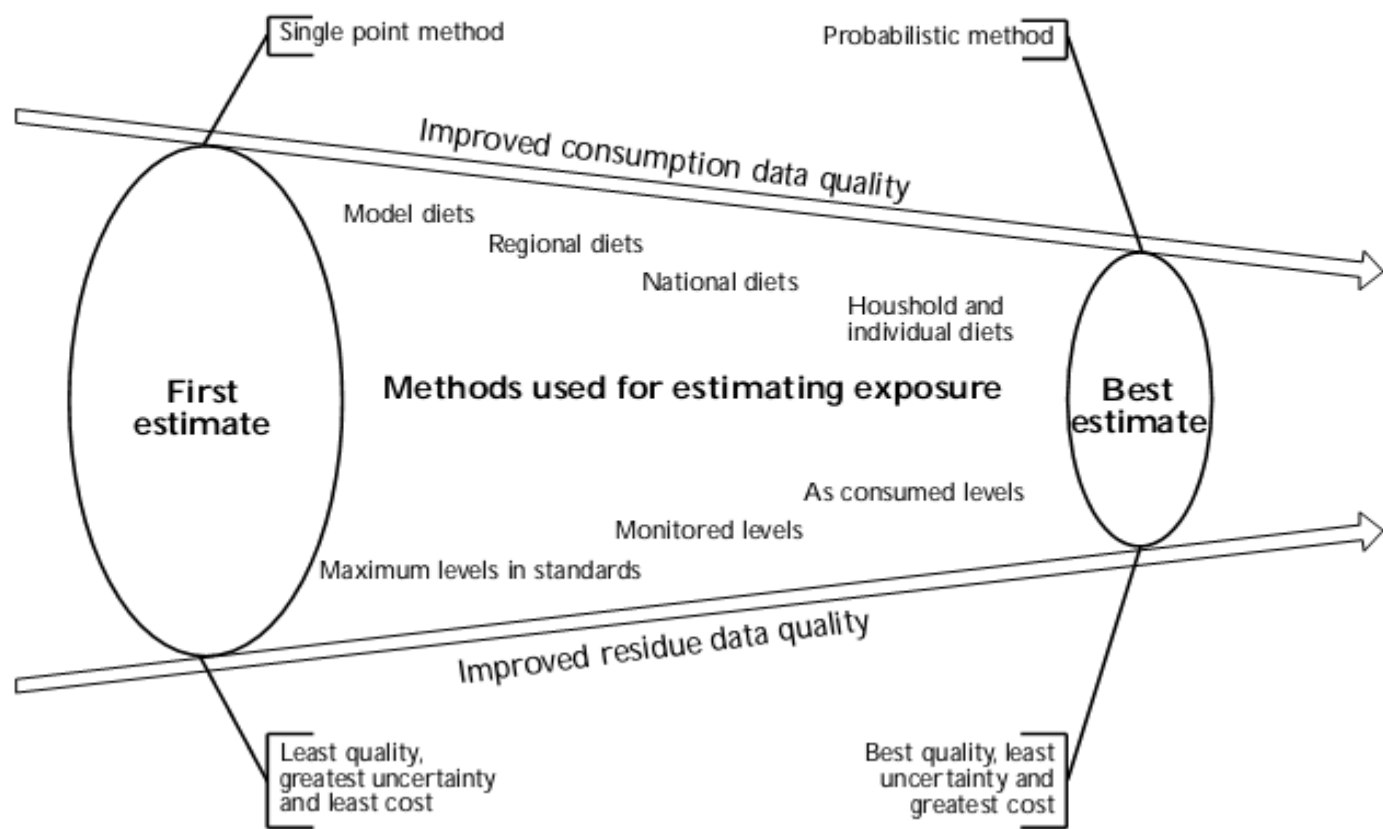 Single point method
Probabilistic method
Improved consumption data quality
Model diets
Regional diets
National diets
Houshold and
individual diets
First
estimate
Methods used for estimating exposure
Best
estimate
As consumed levels
Monitored levels
Maximum levels in standards
Improved residue data quality
Least quality,
greatest uncertainty
and least cost
Best quality, least
uncertainty and
greatest cost